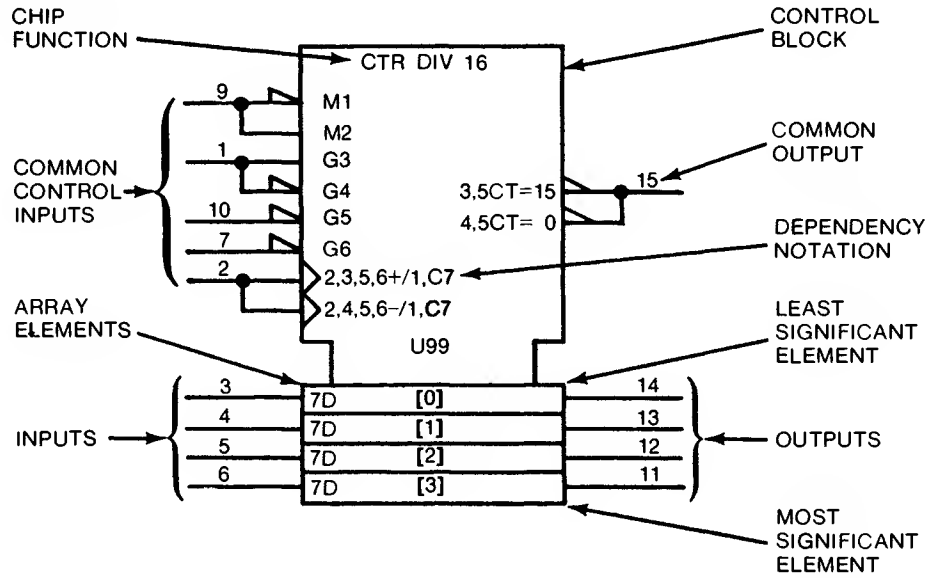 CHIP
FUNCTION
CONTROL
BLOCK
CTR DIV 16
9
M1
M2
COMMON
CONTROL
INPUTS
1
G3
G4
10
G5
7
G6
2
2,3,5,6+/1,C7
2,4,5,6−/1,C7
3,5CT=15
4,5CT= 0
15
COMMON
OUTPUT
DEPENDENCY
NOTATION
ARRAY
ELEMENTS
U99
LEAST
SIGNIFICANT
ELEMENT
INPUTS
3
7D
[0]
14
4
7D
[1]
13
5
7D
[2]
12
6
7D
[3]
11
OUTPUTS
MOST
SIGNIFICANT
ELEMENT